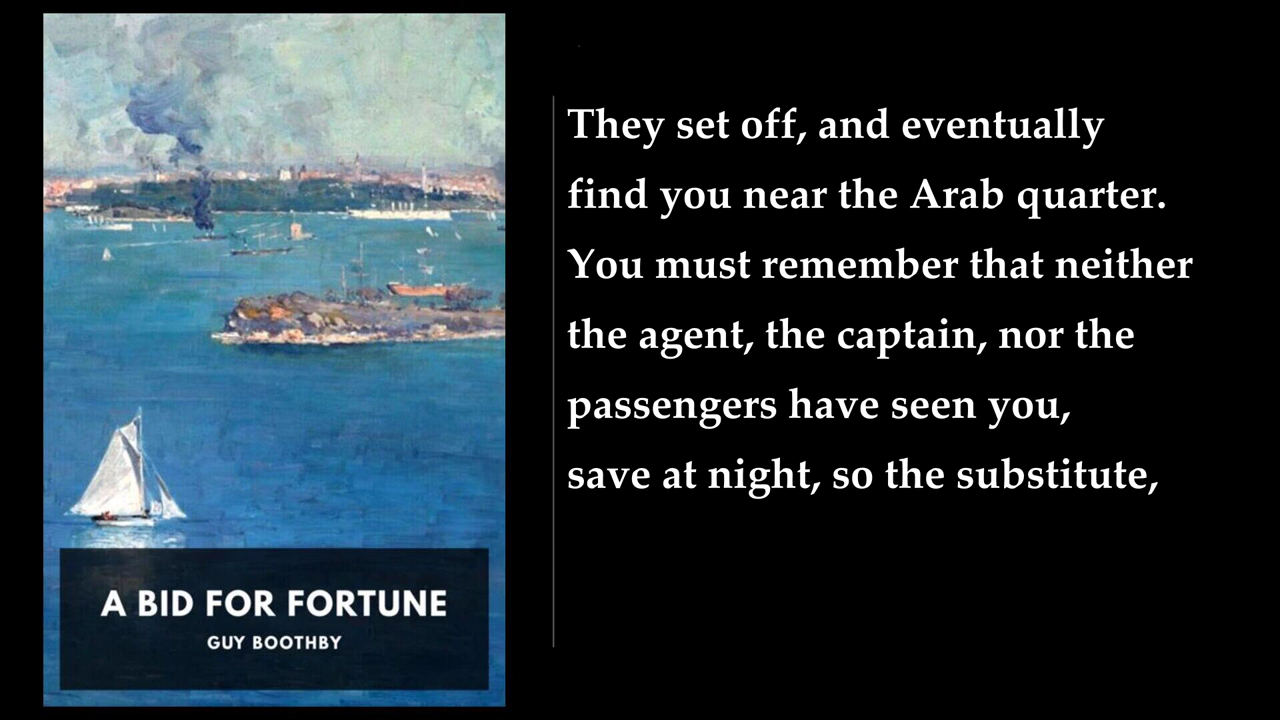 They set off, and eventually
find you near the Arab quarter.
You must remember that neither
the agent, the captain, nor the
passengers have seen you,
save at night, so the substitute,
A BID FOR FORTUNE
GUY BOOTHBY